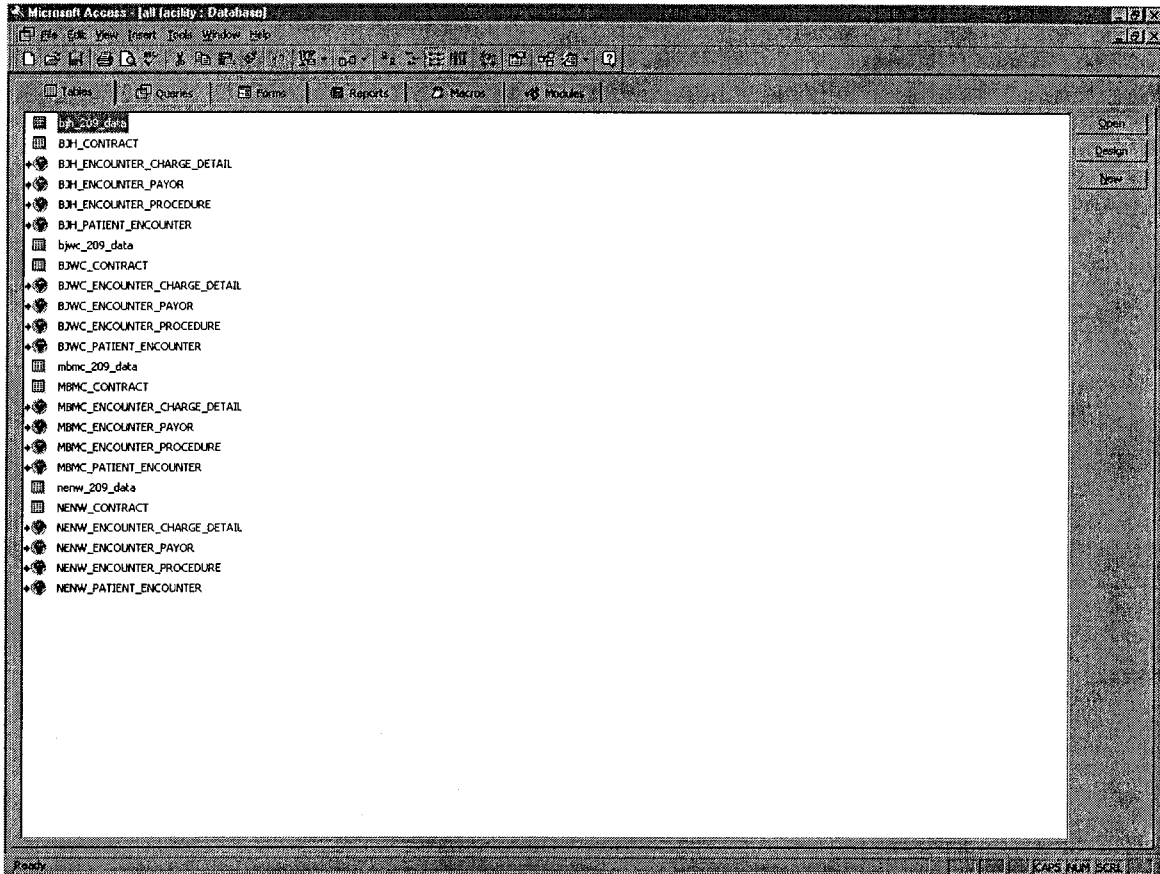 Microsoft Access - [all facility : Database]
File Edit View Insert Tools Window Help
Tables Queries Forms Reports Macros Modules
bjh_209_data
BJH_CONTRACT
BJH_ENCOUNTER_CHARGE_DETAIL
BJH_ENCOUNTER_PAYOR
BJH_ENCOUNTER_PROCEDURE
BJH_PATIENT_ENCOUNTER
bjwc_209_data
BJWC_CONTRACT
BJWC_ENCOUNTER_CHARGE_DETAIL
BJWC_ENCOUNTER_PAYOR
BJWC_ENCOUNTER_PROCEDURE
BJWC_PATIENT_ENCOUNTER
mbmc_209_data
MBMC_CONTRACT
MBMC_ENCOUNTER_CHARGE_DETAIL
MBMC_ENCOUNTER_PAYOR
MBMC_ENCOUNTER_PROCEDURE
MBMC_PATIENT_ENCOUNTER
nenw_209_data
NENW_CONTRACT
NENW_ENCOUNTER_CHARGE_DETAIL
NENW_ENCOUNTER_PAYOR
NENW_ENCOUNTER_PROCEDURE
NENW_PATIENT_ENCOUNTER
Open
Design
New
Ready
CAPS NUM SCRL